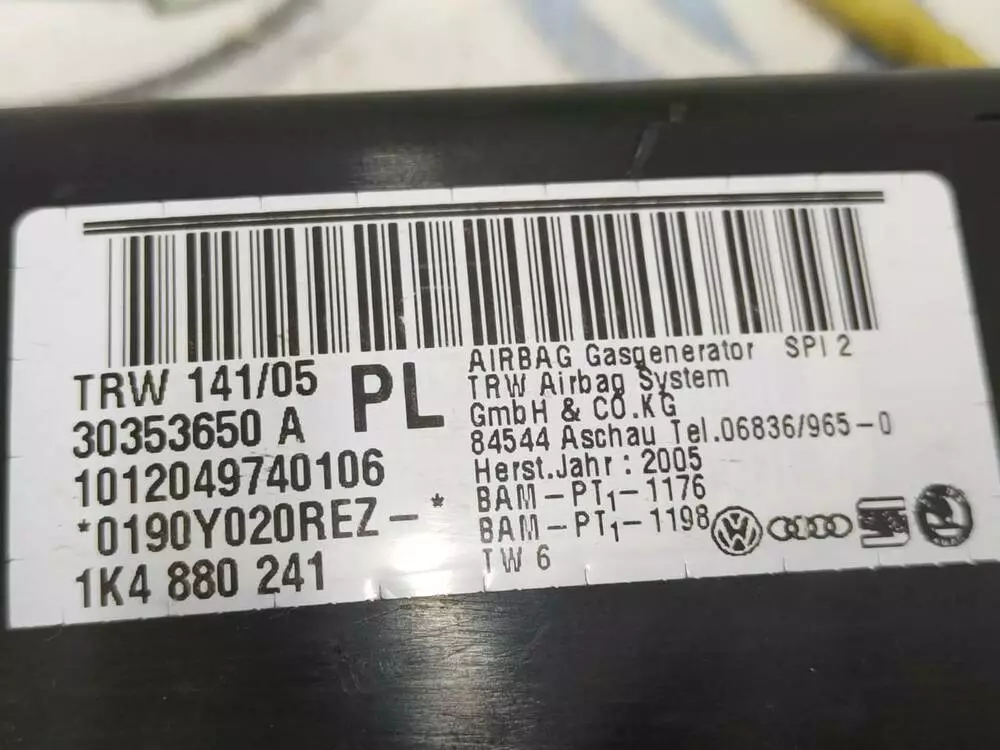 TRW 141/05
30353650 A
PL
1012049740106
*0190Y020REZ-*
1K4 880 241
AIRBAG Gasgenerator SPI 2
TRW Airbag System
GmbH & CO.KG
84544 Aschau Tel.06836/965-0
Herst.Jahr: 2005
BAM-PT1-1176
BAM-PT1-1198
TW 6